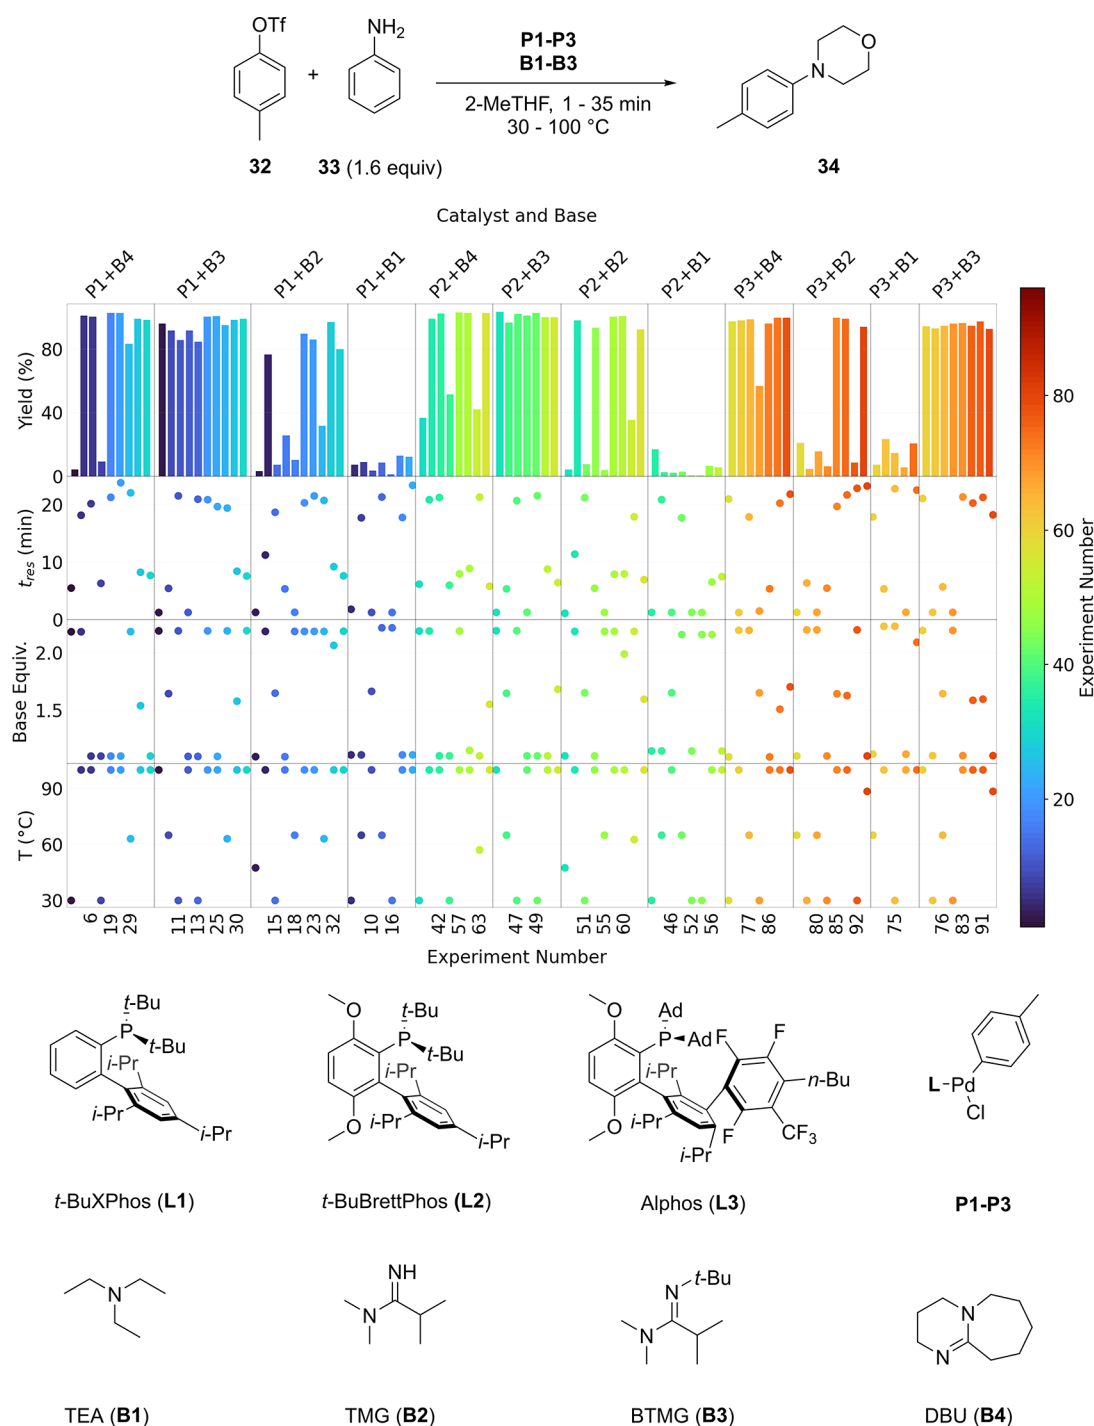 OTf
NH2
+
P1-P3
B1-B3
2-MeTHF, 1 - 35 min
30 - 100 °C
O
N
32
33 (1.6 equiv)
34
Catalyst and Base
P1+B4 P1+B3 P1+B2 P1+B1 P2+B4 P2+B3 P2+B2 P2+B1 P3+B4 P3+B2 P3+B1 P3+B3
Yield (%)
80
40
0
tres (min)
20
10
0
Base Equiv.
2.0
1.5
T (°C)
90
60
30
6 19 29 11 13 25 30 15 18 23 32 10 16 42 57 63 47 49 51 55 60 46 52 56 77 86 80 85 92 75 76 83 91
Experiment Number
80
60
40
20
Experiment Number
t-Bu
P
t-Bu
i-Pr
i-Pr
i-Pr
t-BuXPhos (L1)
O
t-Bu
P
t-Bu
i-Pr
i-Pr
O
i-Pr
t-BuBrettPhos (L2)
O
Ad
P
Ad
F
F
i-Pr
n-Bu
i-Pr
O
F
CF3
i-Pr
Alphos (L3)
L-Pd
Cl
P1-P3
N
TEA (B1)
NH
N
TMG (B2)
t-Bu
N
N
BTMG (B3)
N
N
DBU (B4)